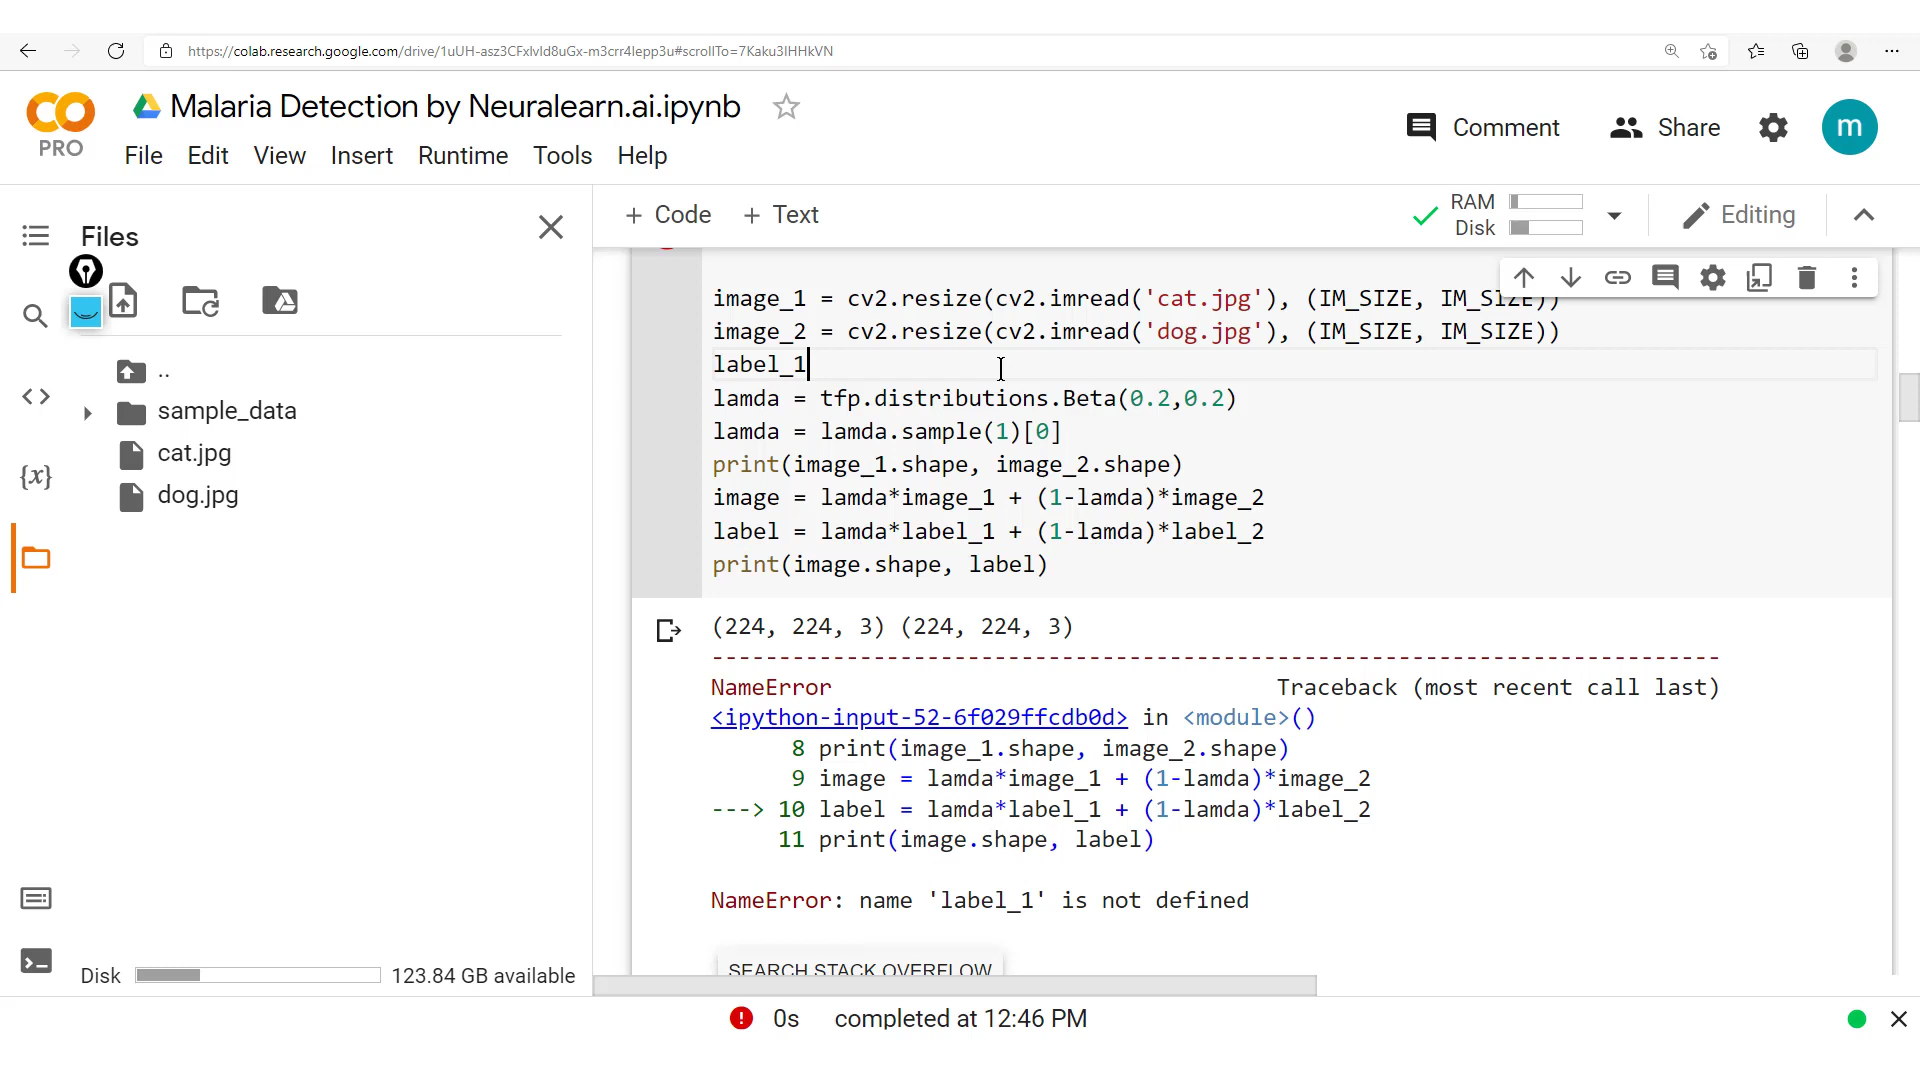 https://colab.research.google.com/drive/1uUH-asz3CFxlvId8uGx-m3crr4lepp3u#scrollTo=7Kaku3IHHkVN
PRO
Malaria Detection by Neuralearn.ai.ipynb
File Edit View Insert Runtime Tools Help
Comment
Share
m
Files
+ Code + Text
RAM
Disk
Editing
..
sample_data
cat.jpg
dog.jpg
{x}
Disk 123.84 GB available
image_1 = cv2.resize(cv2.imread('cat.jpg'), (IM_SIZE, IM_SIZE))
image_2 = cv2.resize(cv2.imread('dog.jpg'), (IM_SIZE, IM_SIZE))
label_1
lamda = tfp.distributions.Beta(0.2,0.2)
lamda = lamda.sample(1)[0]
print(image_1.shape, image_2.shape)
image = lamda*image_1 + (1-lamda)*image_2
label = lamda*label_1 + (1-lamda)*label_2
print(image.shape, label)
(224, 224, 3) (224, 224, 3)
---------------------------------------------------------------------------
NameError Traceback (most recent call last)
<ipython-input-52-6f029ffcdb0d> in <module>()
8 print(image_1.shape, image_2.shape)
9 image = lamda*image_1 + (1-lamda)*image_2
---> 10 label = lamda*label_1 + (1-lamda)*label_2
11 print(image.shape, label)
NameError: name 'label_1' is not defined
SEARCH STACK OVERFLOW
0s completed at 12:46 PM